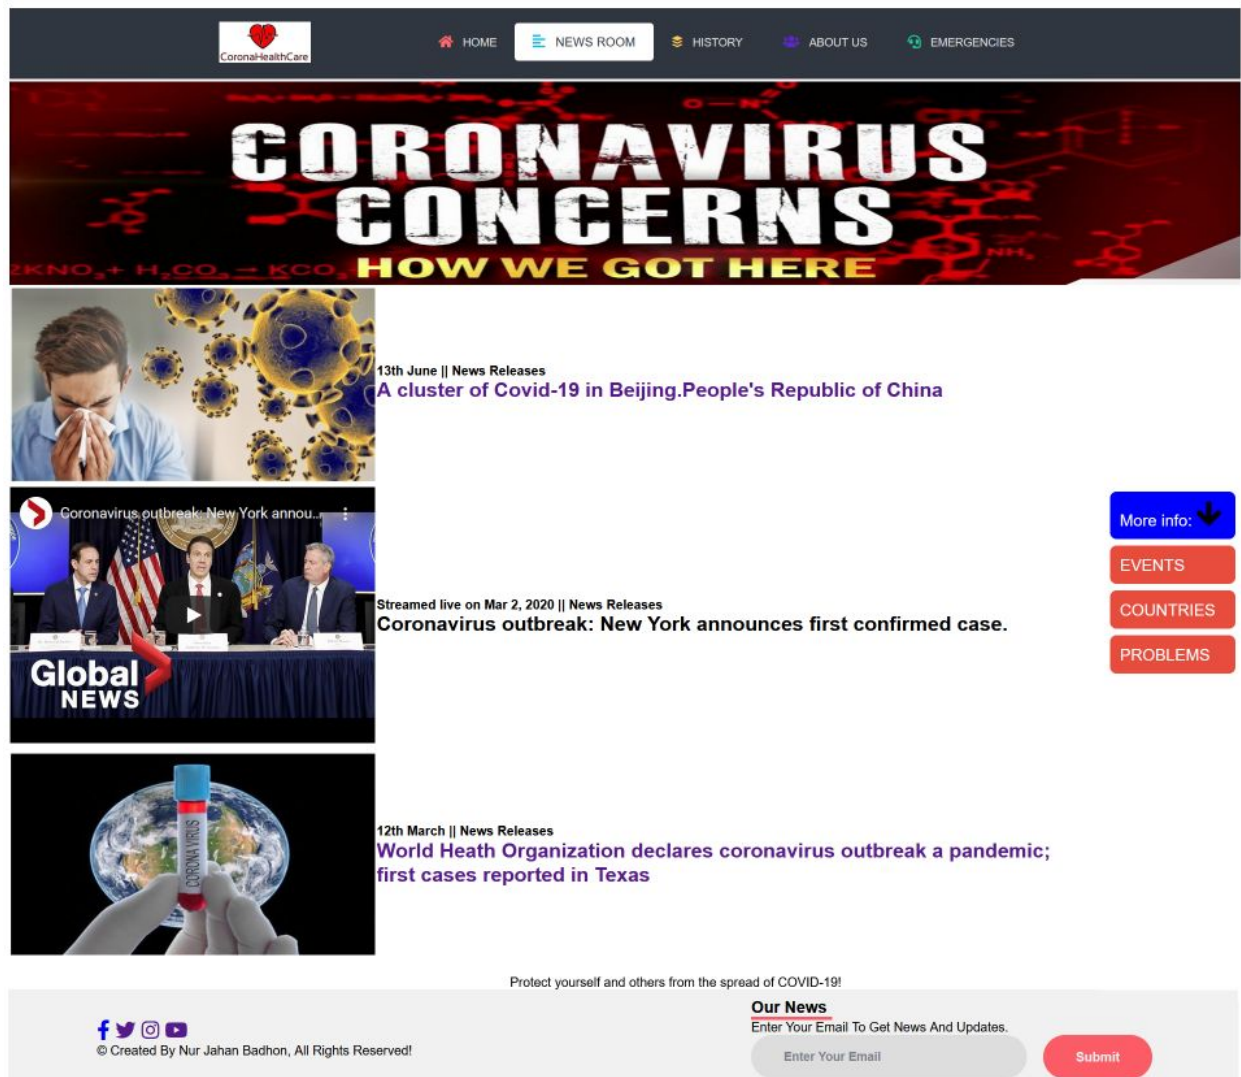 CoronaHealthCare
HOME
NEWS ROOM
HISTORY
ABOUT US
EMERGENCIES
CORONAVIRUS
CONCERNS
HOW WE GOT HERE
2KNO₃+ H₂CO₃ → KCO₃
NH₂
13th June || News Releases
A cluster of Covid-19 in Beijing.People's Republic of China
Coronavirus outbreak: New York annou...
Global
NEWS
Streamed live on Mar 2, 2020 || News Releases
Coronavirus outbreak: New York announces first confirmed case.
More info:
EVENTS
COUNTRIES
PROBLEMS
CORONAVIRUS
12th March || News Releases
World Heath Organization declares coronavirus outbreak a pandemic;
first cases reported in Texas
Protect yourself and others from the spread of COVID-19!
© Created By Nur Jahan Badhon, All Rights Reserved!
Our News
Enter Your Email To Get News And Updates.
Enter Your Email
Submit